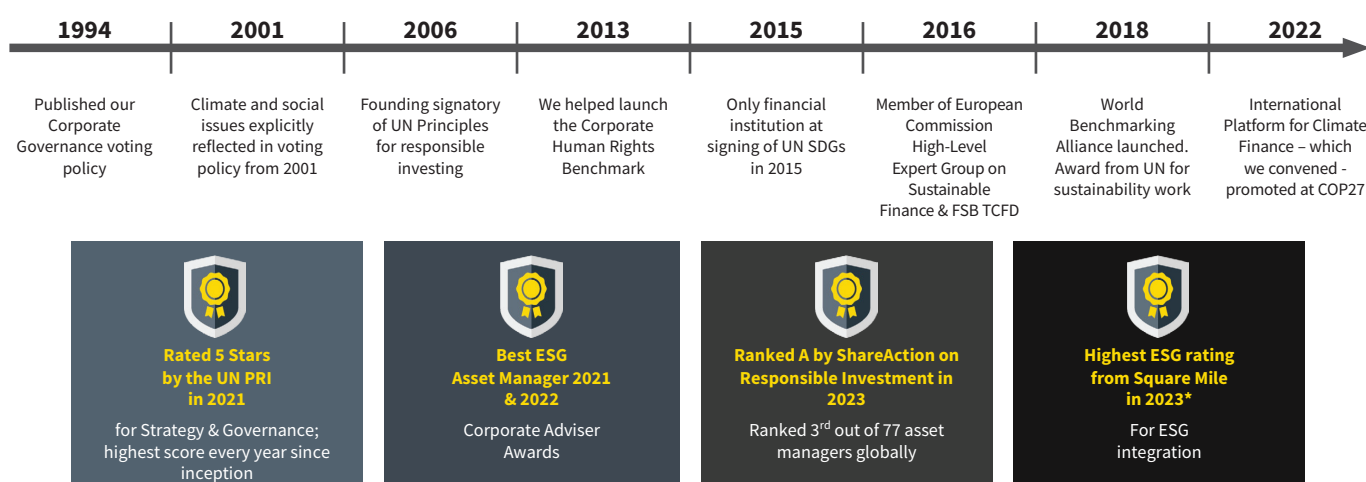 1994
2001
2006
2013
2015
2016
2018
2022
Published our
Corporate
Governance voting
policy
Climate and social
issues explicitly
reflected in voting
policy from 2001
Founding signatory
of UN Principles
for responsible
investing
We helped launch
the Corporate
Human Rights
Benchmark
Only financial
institution at
signing of UN SDGs
in 2015
Member of European
Commission
High-Level
Expert Group on
Sustainable
Finance & FSB TCFD
World
Benchmarking
Alliance launched.
Award from UN for
sustainability work
International
Platform for Climate
Finance – which
we convened -
promoted at COP27
Rated 5 Stars
by the UN PRI
in 2021
for Strategy & Governance;
highest score every year since
inception
Best ESG
Asset Manager 2021
& 2022
Corporate Adviser
Awards
Ranked A by ShareAction on
Responsible Investment in
2023
Ranked 3rd out of 77 asset
managers globally
Highest ESG rating
from Square Mile
in 2023*
For ESG
integration